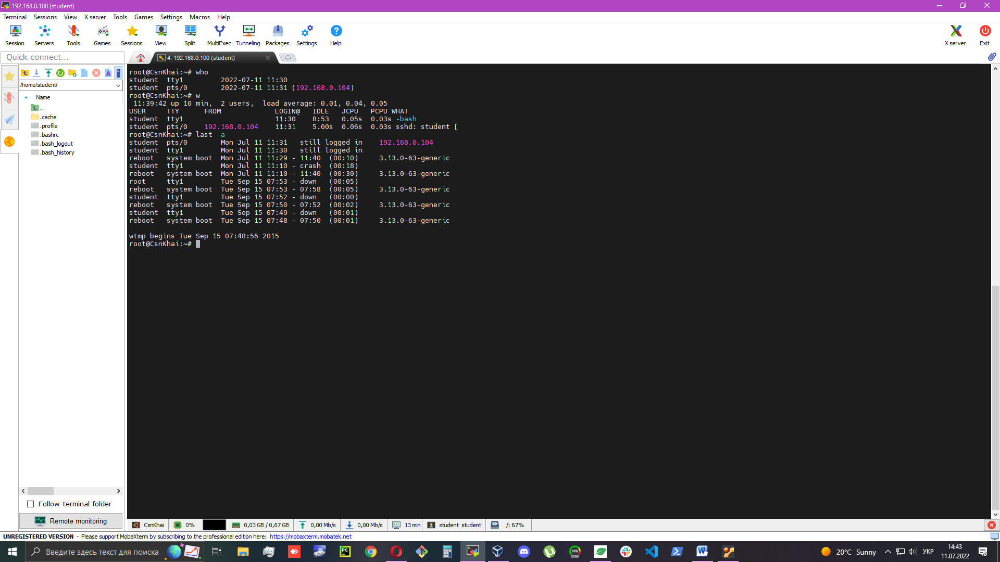 192.168.0.100 (student)
Terminal Sessions View X server Tools Games Settings Macros Help
Session Servers Tools Games Sessions View Split MultiExec Tunneling Packages Settings Help X server Exit
Quick connect...
4. 192.168.0.100 (student)
/home/student/
Name
..
.cache
.profile
.bashrc
.bash_logout
.bash_history
root@CsnKhai:~# who
student  tty1         2022-07-11 11:30
student  pts/0        2022-07-11 11:31 (192.168.0.104)
root@CsnKhai:~# w
 11:39:42 up 10 min,  2 users,  load average: 0.01, 0.04, 0.05
USER     TTY      FROM             LOGIN@   IDLE   JCPU   PCPU WHAT
student  tty1                      11:30    8:53   0.05s  0.03s -bash
student  pts/0    192.168.0.104    11:31    5.00s  0.06s  0.03s sshd: student [
root@CsnKhai:~# last -a
student  pts/0        Mon Jul 11 11:31   still logged in    192.168.0.104
student  tty1         Mon Jul 11 11:30   still logged in
reboot   system boot  Mon Jul 11 11:29 - 11:40  (00:10)     3.13.0-63-generic
student  tty1         Mon Jul 11 11:10 - crash  (00:18)
reboot   system boot  Mon Jul 11 11:10 - 11:40  (00:30)     3.13.0-63-generic
root     tty1         Tue Sep 15 07:53 - down   (00:05)
reboot   system boot  Tue Sep 15 07:53 - 07:58  (00:05)     3.13.0-63-generic
student  tty1         Tue Sep 15 07:52 - down   (00:00)
reboot   system boot  Tue Sep 15 07:50 - 07:52  (00:02)     3.13.0-63-generic
student  tty1         Tue Sep 15 07:49 - down   (00:01)
reboot   system boot  Tue Sep 15 07:48 - 07:50  (00:01)     3.13.0-63-generic
wtmp begins Tue Sep 15 07:48:56 2015
root@CsnKhai:~#
Follow terminal folder
Remote monitoring
CsnKhai 0% 0,03 GB / 0,67 GB 0,00 Mb/s 0,00 Mb/s 13 min student student /: 67%
UNREGISTERED VERSION - Please support MobaXterm by subscribing to the professional edition here: https://mobaxterm.mobatek.net
Введите здесь текст для поиска
20°C Sunny
УКР
14:43
11.07.2022